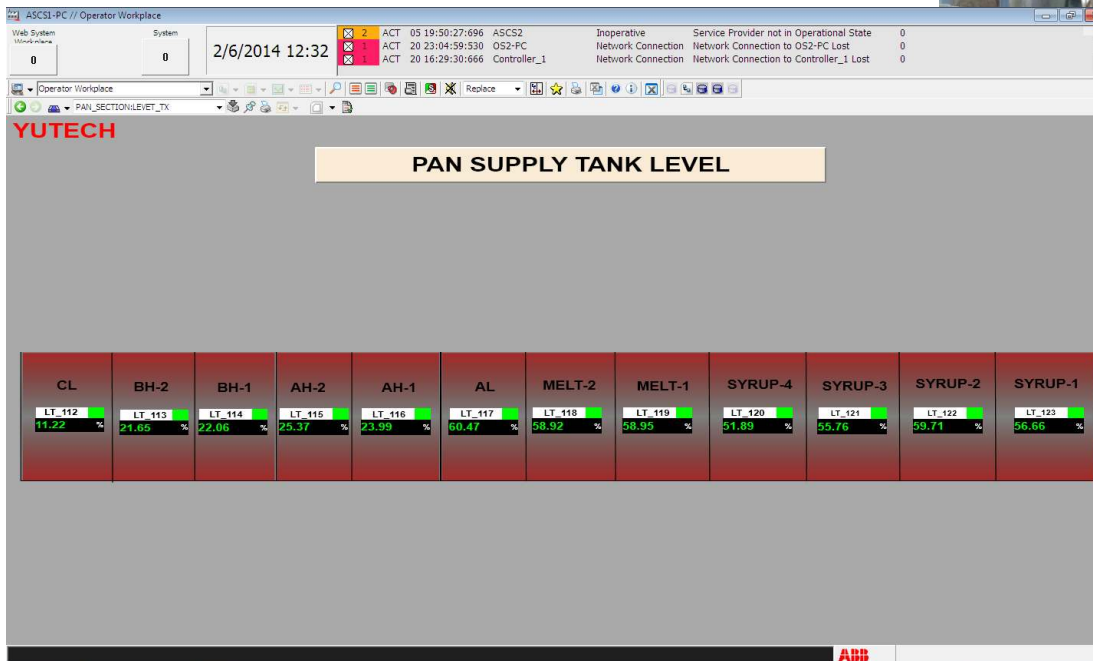 ASCS1-PC // Operator Workplace
Web System Workplace
0
System
0
2/6/2014 12:32
2 ACT 05 19:50:27:696 ASCS2 Inoperative Service Provider not in Operational State 0
1 ACT 20 23:04:59:530 OS2-PC Network Connection Network Connection to OS2-PC Lost 0
1 ACT 20 16:29:30:666 Controller_1 Network Connection Network Connection to Controller_1 Lost 0
Operator Workplace
Replace
PAN_SECTION:LEVET_TX
YUTECH
PAN SUPPLY TANK LEVEL
CL BH-2 BH-1 AH-2 AH-1 AL MELT-2 MELT-1 SYRUP-4 SYRUP-3 SYRUP-2 SYRUP-1
LT_112 LT_113 LT_114 LT_115 LT_116 LT_117 LT_118 LT_119 LT_120 LT_121 LT_122 LT_123
11.22 % 21.65 % 22.06 % 25.37 % 23.99 % 60.47 % 58.92 % 58.95 % 51.89 % 55.76 % 59.71 % 56.66 %
ABB